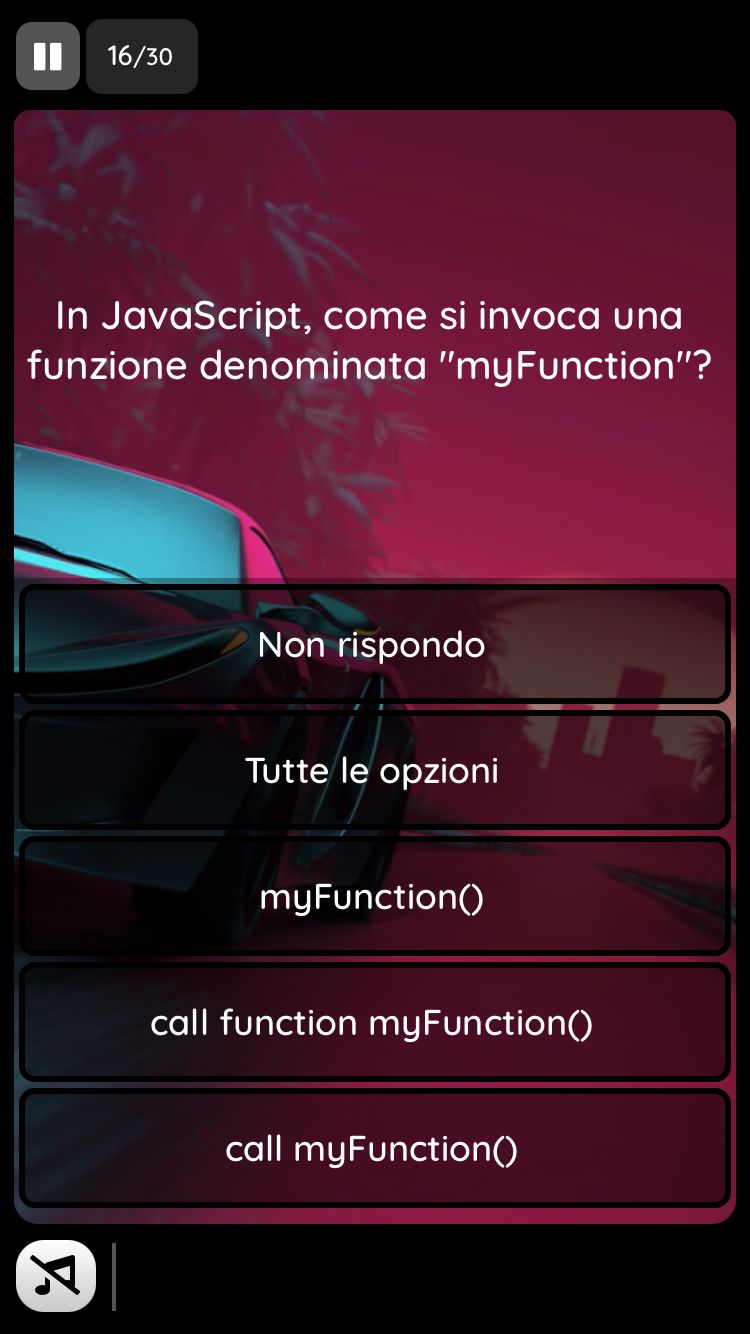 16/30
In JavaScript, come si invoca una
funzione denominata "myFunction"?
Non rispondo
Tutte le opzioni
myFunction()
call function myFunction()
call myFunction()